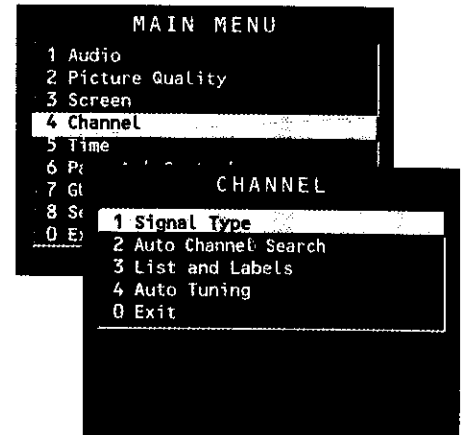 MAIN MENU
1 Audio
2 Picture Quality
3 Screen
4 Channel
5 Time
6
7
8
0
CHANNEL
1 Signal Type
2 Auto Channel Search
3 List and Labels
4 Auto Tuning
0 Exit